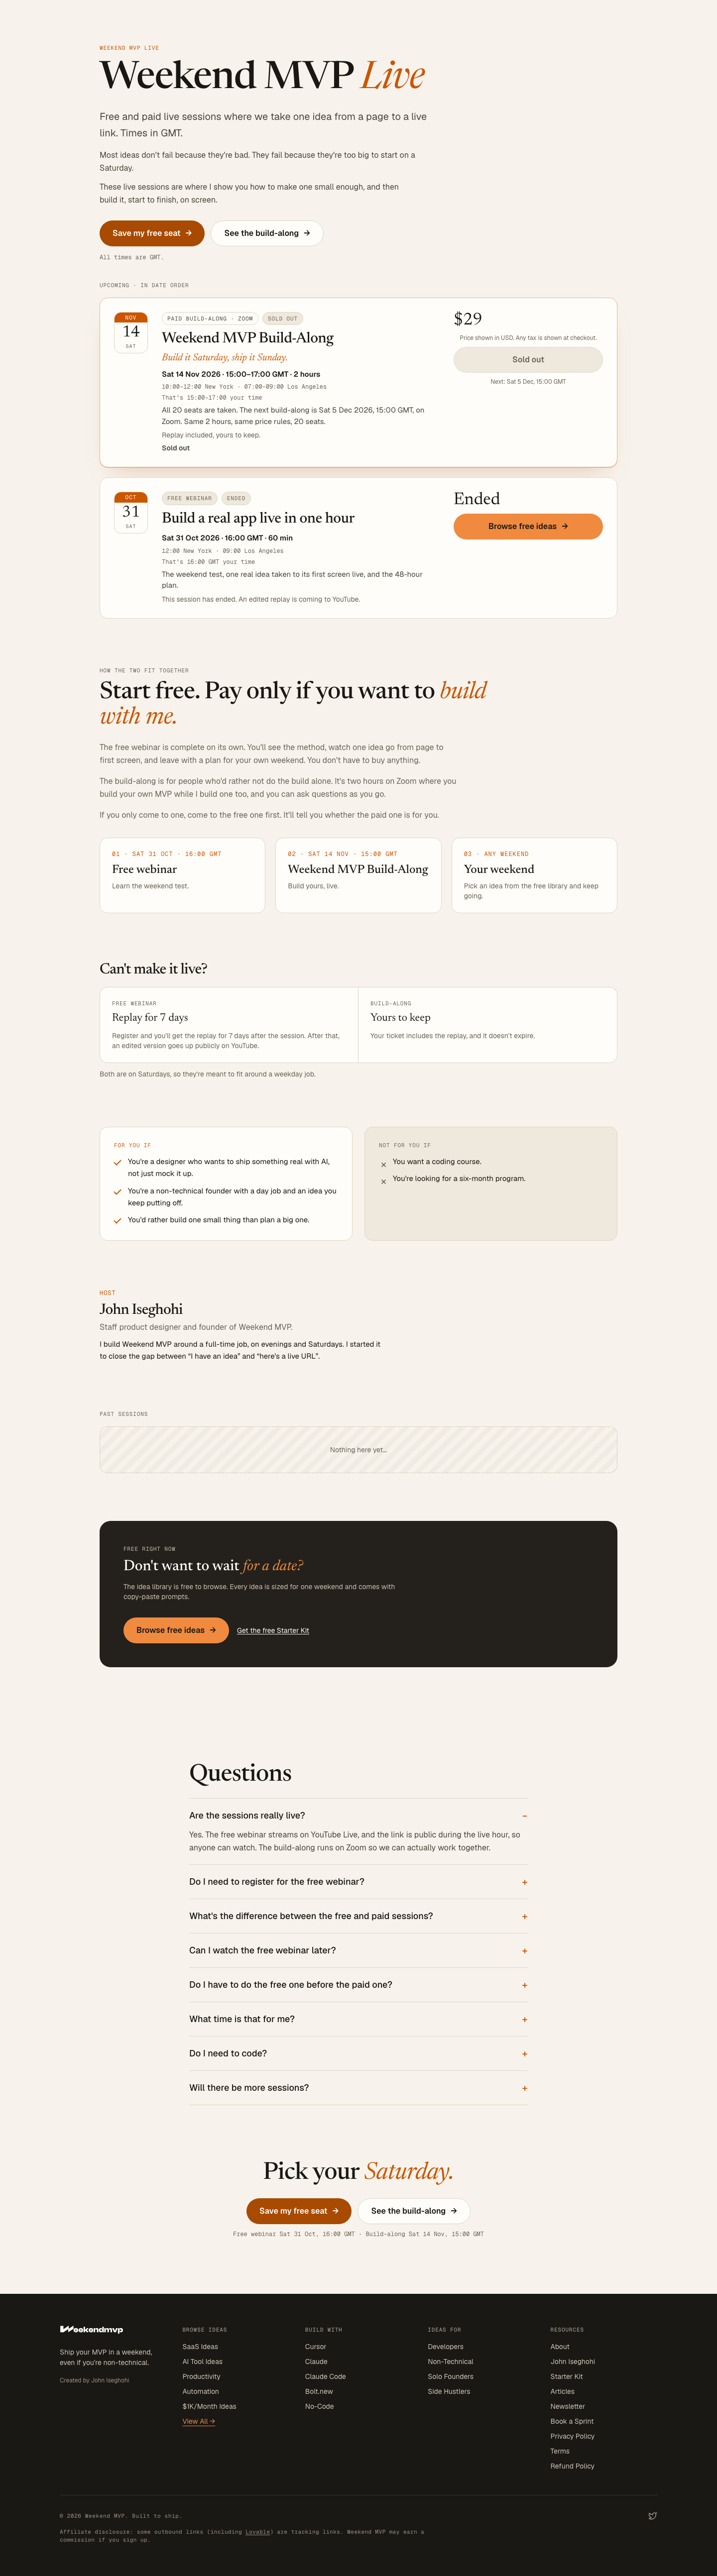 WEEKEND MVP LIVE
Weekend MVP Live
Free and paid live sessions where we take one idea from a page to a live
link. Times in GMT.
Most ideas don't fail because they're bad. They fail because they're too big to start on a
Saturday.
These live sessions are where I show you how to make one small enough, and then
build it, start to finish, on screen.
Save my free seat →
See the build-along →
All times are GMT.
UPCOMING · IN DATE ORDER
NOV
14
SAT
PAID BUILD-ALONG · ZOOM
SOLD OUT
Weekend MVP Build-Along
Build it Saturday, ship it Sunday.
Sat 14 Nov 2026 · 15:00–17:00 GMT · 2 hours
10:00–12:00 New York · 07:00–09:00 Los Angeles
That's 15:00–17:00 your time
All 20 seats are taken. The next build-along is Sat 5 Dec 2026, 15:00 GMT, on
Zoom. Same 2 hours, same price rules, 20 seats.
Replay included, yours to keep.
Sold out
$29
Price shown in USD. Any tax is shown at checkout.
Sold out
Next: Sat 5 Dec, 15:00 GMT
OCT
31
SAT
FREE WEBINAR
ENDED
Build a real app live in one hour
Sat 31 Oct 2026 · 16:00 GMT · 60 min
12:00 New York · 09:00 Los Angeles
That's 16:00 GMT your time
The weekend test, one real idea taken to its first screen live, and the 48-hour
plan.
This session has ended. An edited replay is coming to YouTube.
Ended
Browse free ideas →
HOW THE TWO FIT TOGETHER
Start free. Pay only if you want to build
with me.
The free webinar is complete on its own. You'll see the method, watch one idea go from page to
first screen, and leave with a plan for your own weekend. You don't have to buy anything.
The build-along is for people who'd rather not do the build alone. It's two hours on Zoom where you
build your own MVP while I build one too, and you can ask questions as you go.
If you only come to one, come to the free one first. It'll tell you whether the paid one is for you.
01 · SAT 31 OCT · 16:00 GMT
Free webinar
Learn the weekend test.
02 · SAT 14 NOV · 15:00 GMT
Weekend MVP Build-Along
Build yours, live.
03 · ANY WEEKEND
Your weekend
Pick an idea from the free library and keep
going.
Can't make it live?
FREE WEBINAR
Replay for 7 days
Register and you'll get the replay for 7 days after the session. After that,
an edited version goes up publicly on YouTube.
BUILD-ALONG
Yours to keep
Your ticket includes the replay, and it doesn't expire.
Both are on Saturdays, so they're meant to fit around a weekday job.
FOR YOU IF
You're a designer who wants to ship something real with AI,
not just mock it up.
You're a non-technical founder with a day job and an idea you
keep putting off.
You'd rather build one small thing than plan a big one.
NOT FOR YOU IF
You want a coding course.
You're looking for a six-month program.
HOST
John Iseghohi
Staff product designer and founder of Weekend MVP.
I build Weekend MVP around a full-time job, on evenings and Saturdays. I started it
to close the gap between “I have an idea” and “here's a live URL”.
PAST SESSIONS
Nothing here yet…
FREE RIGHT NOW
Don't want to wait for a date?
The idea library is free to browse. Every idea is sized for one weekend and comes with
copy-paste prompts.
Browse free ideas →
Get the free Starter Kit
Questions
Are the sessions really live? −
Yes. The free webinar streams on YouTube Live, and the link is public during the live hour, so
anyone can watch. The build-along runs on Zoom so we can actually work together.
Do I need to register for the free webinar? +
What's the difference between the free and paid sessions? +
Can I watch the free webinar later? +
Do I have to do the free one before the paid one? +
What time is that for me? +
Do I need to code? +
Will there be more sessions? +
Pick your Saturday.
Save my free seat →
See the build-along →
Free webinar Sat 31 Oct, 16:00 GMT · Build-along Sat 14 Nov, 15:00 GMT
Weekendmvp
Ship your MVP in a weekend,
even if you're non-technical.
Created by John Iseghohi
BROWSE IDEAS
SaaS Ideas
AI Tool Ideas
Productivity
Automation
$1K/Month Ideas
View All →
BUILD WITH
Cursor
Claude
Claude Code
Bolt.new
No-Code
IDEAS FOR
Developers
Non-Technical
Solo Founders
Side Hustlers
RESOURCES
About
John Iseghohi
Starter Kit
Articles
Newsletter
Book a Sprint
Privacy Policy
Terms
Refund Policy
© 2026 Weekend MVP. Built to ship.
Affiliate disclosure: some outbound links (including Lovable) are tracking links. Weekend MVP may earn a
commission if you sign up.